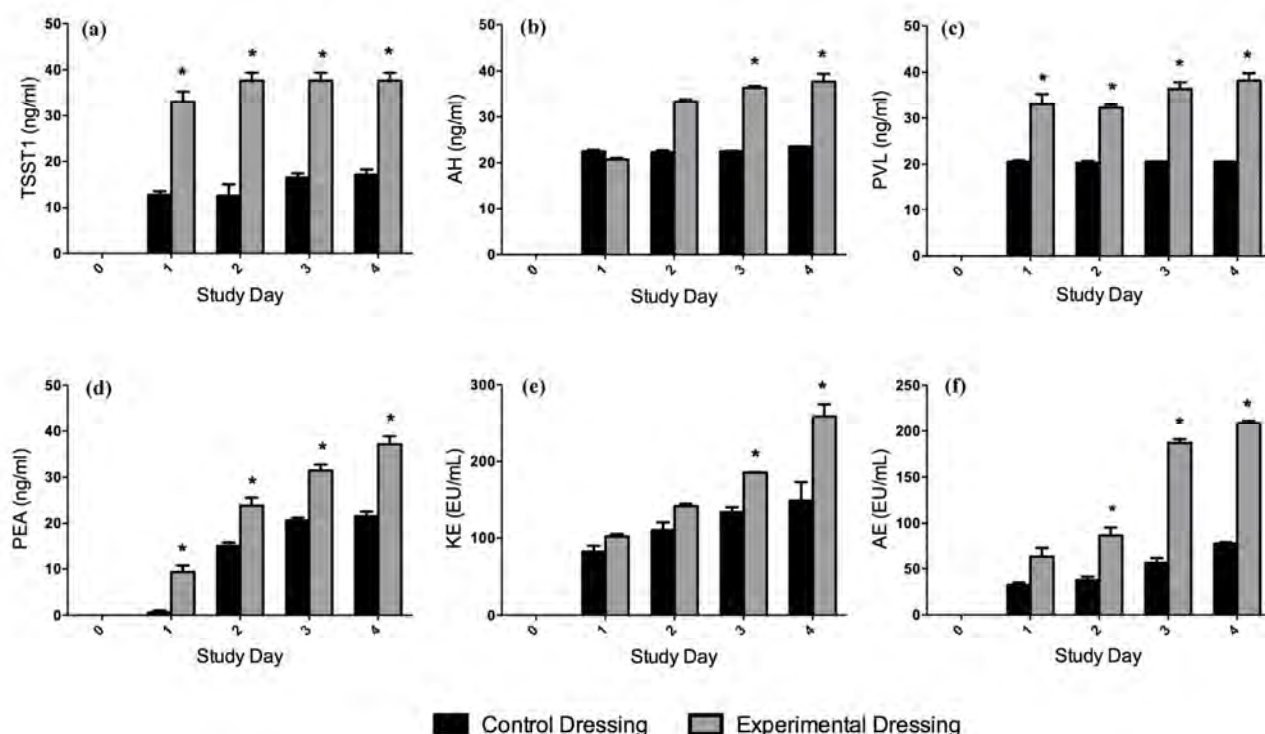 (a)
TSST1 (ng/ml)
50
40
30
20
10
0
* * * *
0 1 2 3 4
Study Day
(b)
AH (ng/ml)
50
40
30
20
10
0
* *
0 1 2 3 4
Study Day
(c)
PVL (ng/ml)
50
40
30
20
10
0
* * * *
0 1 2 3 4
Study Day
(d)
PEA (ng/ml)
50
40
30
20
10
0
* * * *
0 1 2 3 4
Study Day
(e)
KE (EU/mL)
300
200
100
0
* *
0 1 2 3 4
Study Day
(f)
AE (EU/mL)
250
200
150
100
50
0
* * *
0 1 2 3 4
Study Day
Control Dressing Experimental Dressing